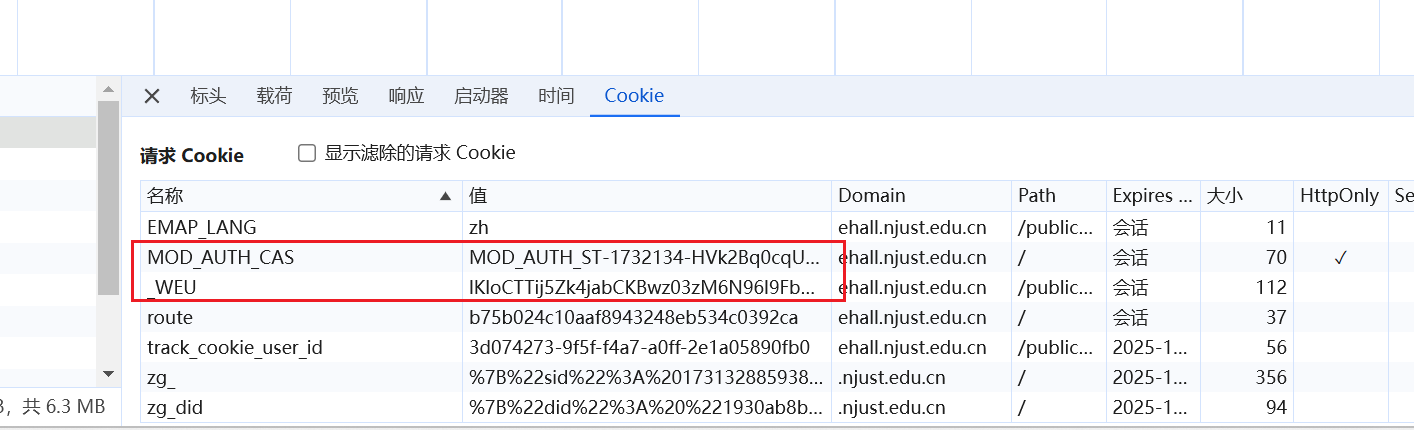 标头 载荷 预览 响应 启动器 时间 Cookie
请求 Cookie 显示滤除的请求 Cookie
名称 值 Domain Path Expires ... 大小 HttpOnly Se
EMAP_LANG zh ehall.njust.edu.cn /public... 会话 11
MOD_AUTH_CAS MOD_AUTH_ST-1732134-HVk2Bq0cqU... ehall.njust.edu.cn / 会话 70 ✓
_WEU IKIoCTTij5Zk4jabCKBwz03zM6N96I9Fb... ehall.njust.edu.cn /public... 会话 112
route b75b024c10aaf8943248eb534c0392ca ehall.njust.edu.cn / 会话 37
track_cookie_user_id 3d074273-9f5f-f4a7-a0ff-2e1a05890fb0 ehall.njust.edu.cn /public... 2025-1... 56
zg_ %7B%22sid%22%3A%20173132885938... .njust.edu.cn / 2025-1... 356
zg_did %7B%22did%22%3A%20%221930ab8b... .njust.edu.cn / 2025-1... 94
，共 6.3 MB